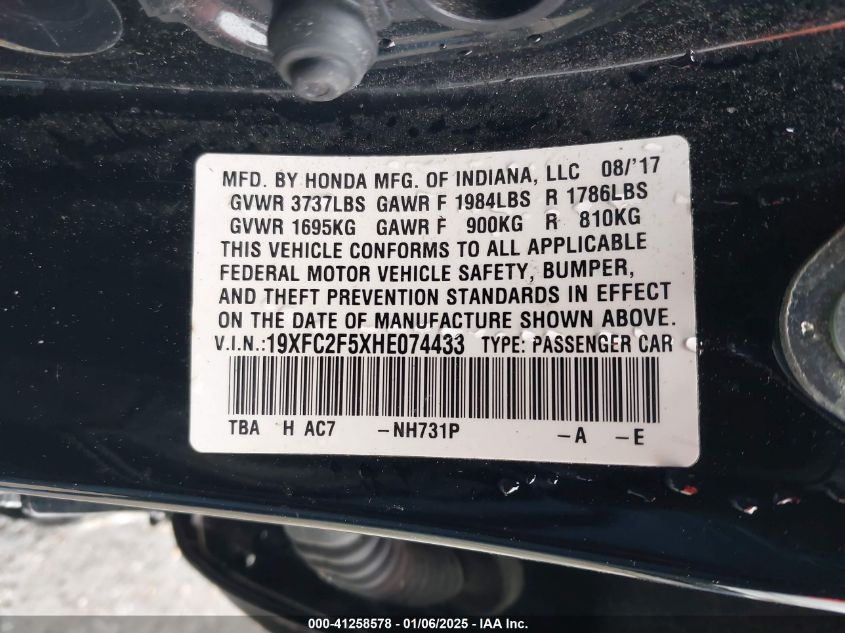 MFD. BY HONDA MFG. OF INDIANA, LLC 08/'17
GVWR 3737LBS GAWR F 1984LBS R 1786LBS
GVWR 1695KG GAWR F 900KG R 810KG
THIS VEHICLE CONFORMS TO ALL APPLICABLE
FEDERAL MOTOR VEHICLE SAFETY, BUMPER,
AND THEFT PREVENTION STANDARDS IN EFFECT
ON THE DATE OF MANUFACTURE SHOWN ABOVE.
V.I.N.:19XFC2F5XHE074433 TYPE: PASSENGER CAR
TBA H AC7 -NH731P -A -E
000-41258578 - 01/06/2025 - IAA Inc.